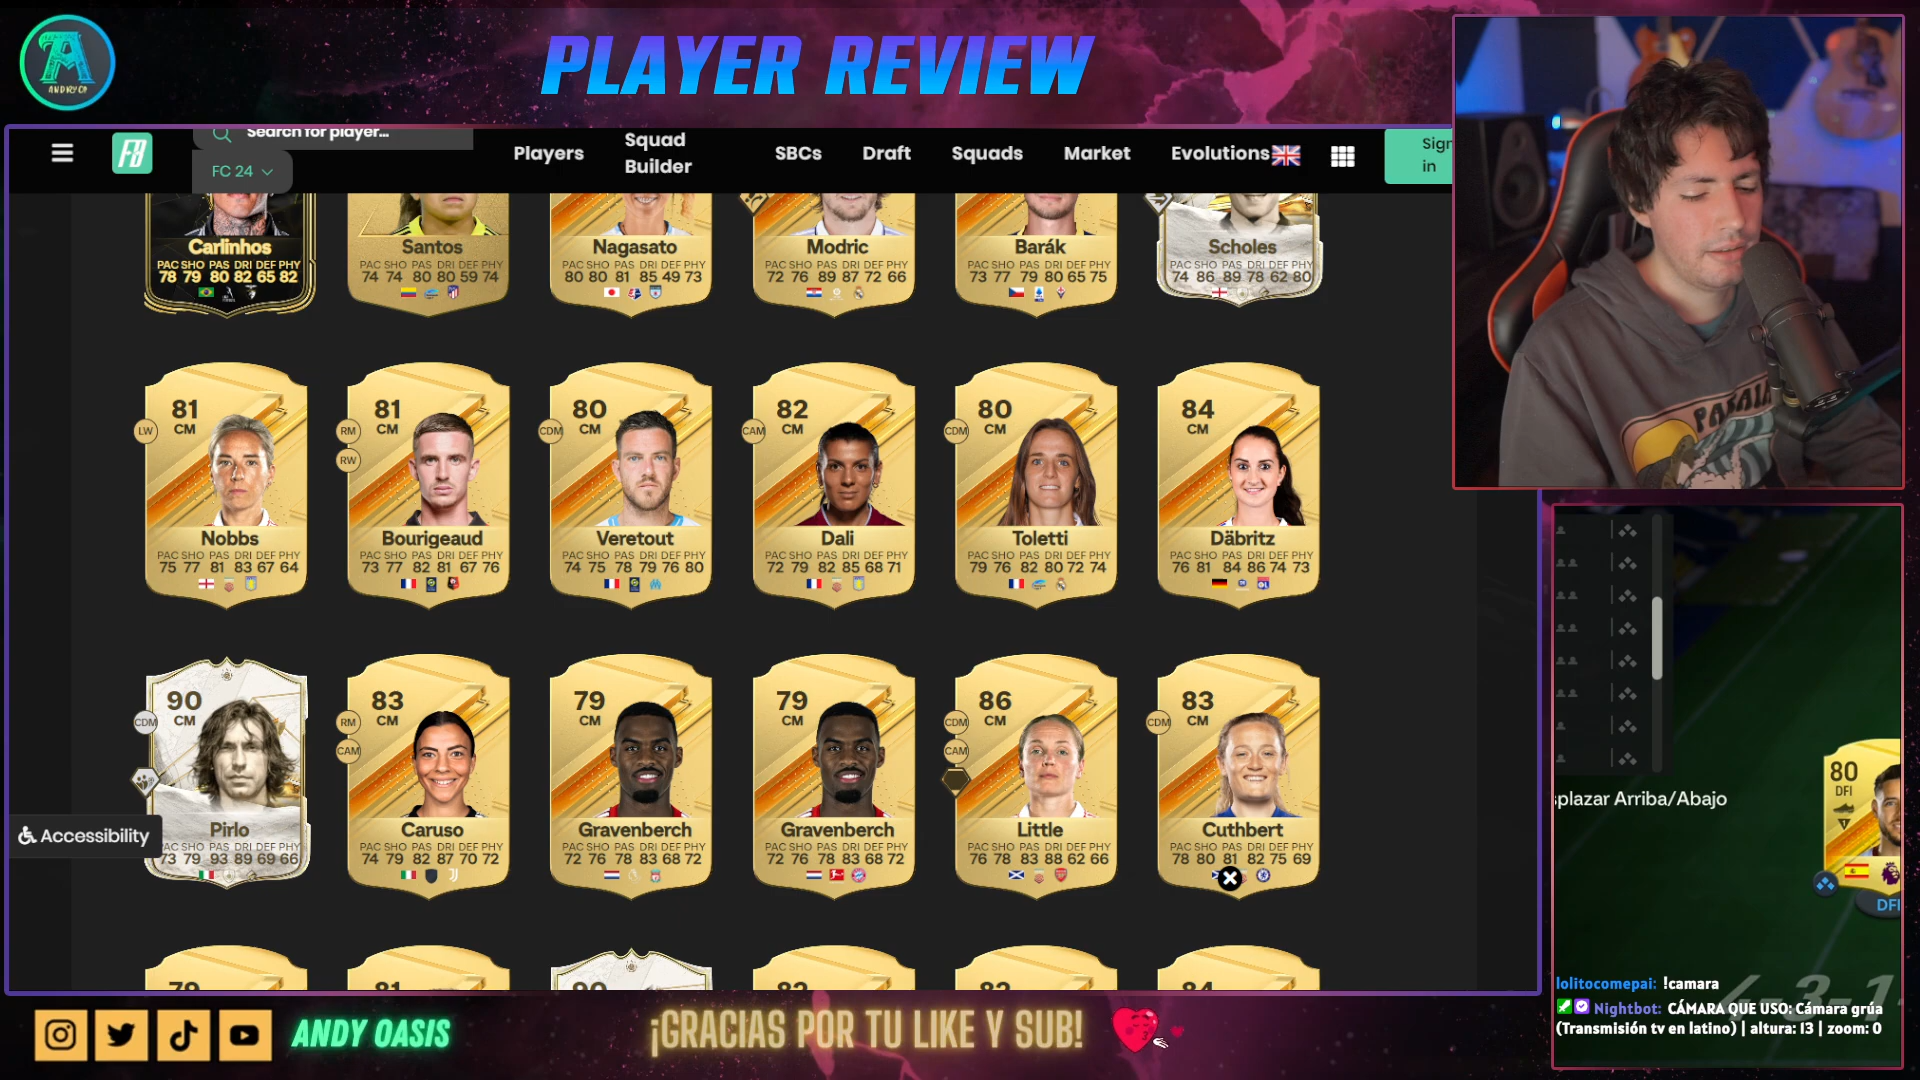 ANDRYCO
PLAYER REVIEW
Search for player...
FC 24
Players
Squad
Builder
SBCs
Draft
Squads
Market
Evolutions
Sign
in
Carlinhos
PAC SHO PAS DRI DEF PHY
78 79 80 82 65 82
Santos
PAC SHO PAS DRI DEF PHY
74 74 80 80 59 74
Nagasato
PAC SHO PAS DRI DEF PHY
80 80 81 85 49 73
Modric
PAC SHO PAS DRI DEF PHY
72 76 89 87 72 66
Barák
PAC SHO PAS DRI DEF PHY
73 77 79 80 65 75
Scholes
PAC SHO PAS DRI DEF PHY
74 86 89 78 62 80
81
CM
LW
Nobbs
PAC SHO PAS DRI DEF PHY
75 77 81 83 67 64
81
CM
RM
RW
Bourigeaud
PAC SHO PAS DRI DEF PHY
73 77 82 81 67 76
80
CM
CDM
Veretout
PAC SHO PAS DRI DEF PHY
74 75 78 79 76 80
82
CM
CAM
Dali
PAC SHO PAS DRI DEF PHY
72 79 82 85 68 71
80
CM
CDM
Toletti
PAC SHO PAS DRI DEF PHY
79 76 82 80 72 74
84
CM
Däbritz
PAC SHO PAS DRI DEF PHY
76 81 84 86 74 73
90
CM
CDM
Pirlo
PAC SHO PAS DRI DEF PHY
73 79 93 89 69 66
83
CM
RM
CAM
Caruso
PAC SHO PAS DRI DEF PHY
74 79 82 87 70 72
79
CM
Gravenberch
PAC SHO PAS DRI DEF PHY
72 76 78 83 68 72
79
CM
Gravenberch
PAC SHO PAS DRI DEF PHY
72 76 78 83 68 72
86
CM
CDM
CAM
Little
PAC SHO PAS DRI DEF PHY
76 78 83 88 62 66
83
CM
CDM
Cuthbert
PAC SHO PAS DRI DEF PHY
78 80 81 82 75 69
Accessibility
splazar Arriba/Abajo
80
DFI
DFI
lolitocomepai: !camara
Nightbot: CÁMARA QUE USO: Cámara grúa
(Transmisión tv en latino) | altura: 13 | zoom: 0
ANDY OASIS
¡GRACIAS POR TU LIKE Y SUB!